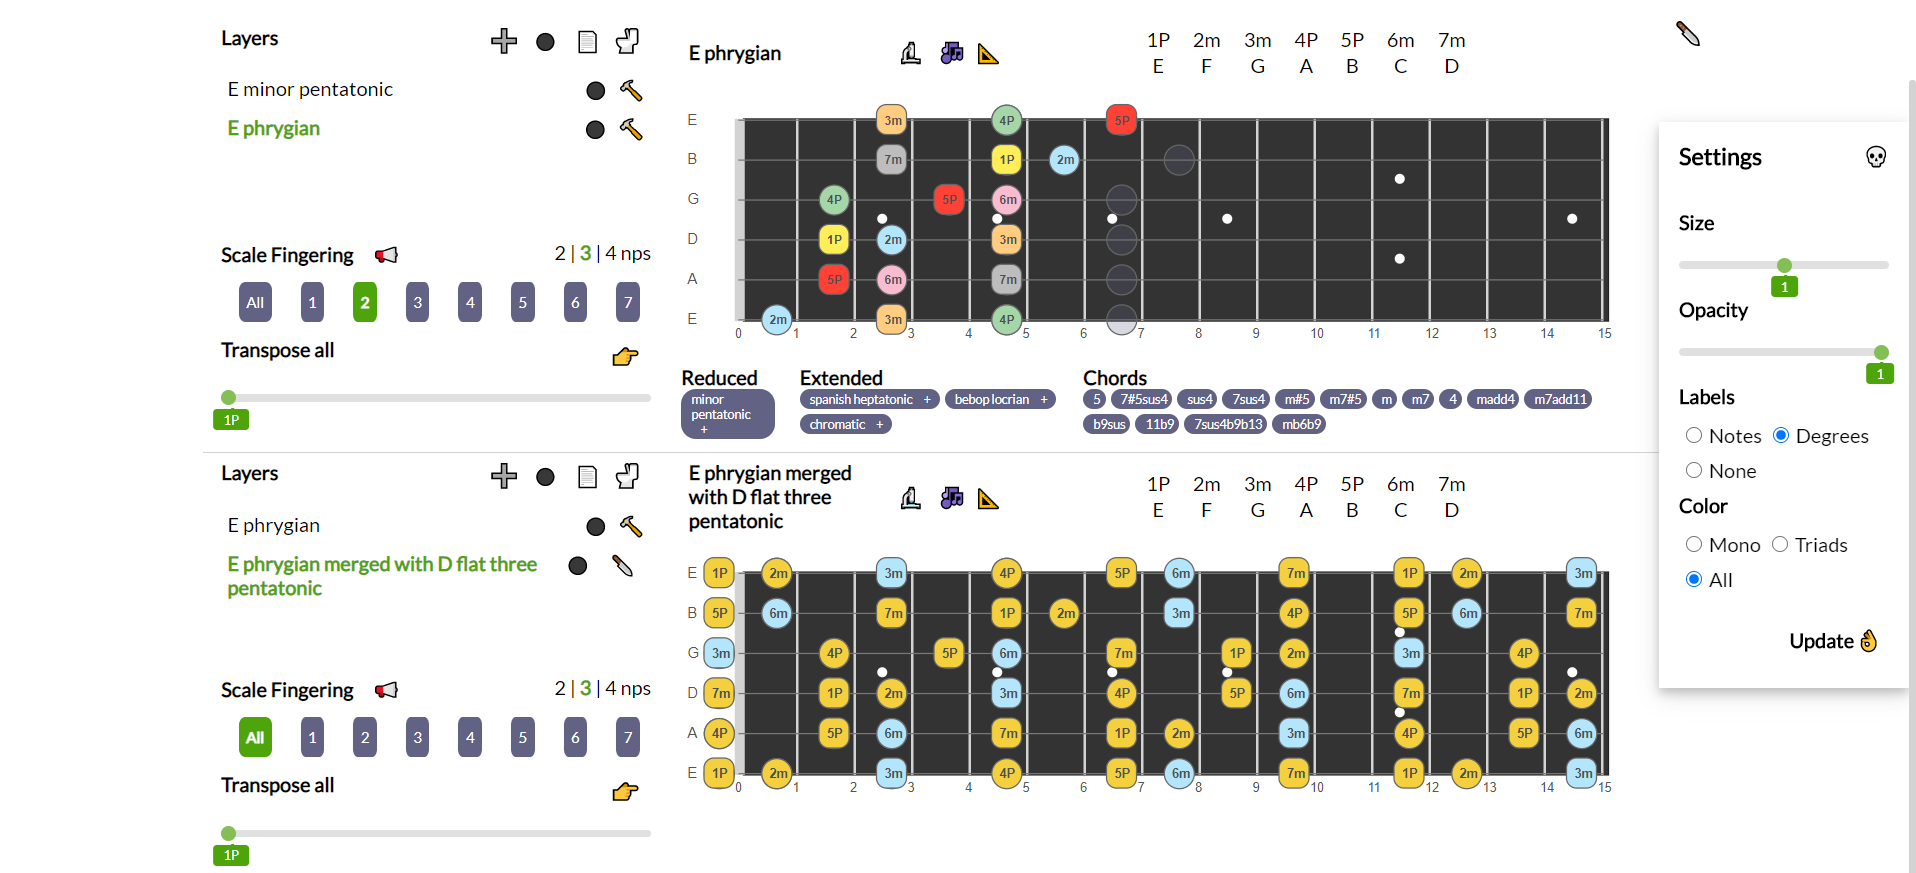 Layers
E minor pentatonic
E phrygian
Scale Fingering 2 | 3 | 4 nps
All 1 2 3 4 5 6 7
Transpose all
1P
E phrygian
1P 2m 3m 4P 5P 6m 7m
E F G A B C D
E 3m 4P 5P
B 7m 1P 2m
G 4P 5P 6m
D 1P 2m 3m
A 5P 6m 7m
E 2m 3m 4P
0 1 2 3 4 5 6 7 8 9 10 11 12 13 14 15
Reduced
minor
pentatonic
+
Extended
spanish heptatonic + bebop locrian +
chromatic +
Chords
5 7#5sus4 sus4 7sus4 m#5 m7#5 m m7 4 madd4 m7add11
b9sus 11b9 7sus4b9b13 mb6b9
Layers
E phrygian
E phrygian merged with D flat three
pentatonic
Scale Fingering 2 | 3 | 4 nps
All 1 2 3 4 5 6 7
Transpose all
1P
E phrygian merged
with D flat three
pentatonic
1P 2m 3m 4P 5P 6m 7m
E F G A B C D
E 1P 2m 3m 4P 5P 6m 7m 1P 2m 3m
B 5P 6m 7m 1P 2m 3m 4P 5P 6m 7m
G 3m 4P 5P 6m 7m 1P 2m 3m 4P
D 7m 1P 2m 3m 4P 5P 6m 7m 1P 2m
A 4P 5P 6m 7m 1P 2m 3m 4P 5P 6m
E 1P 2m 3m 4P 5P 6m 7m 1P 2m 3m
0 1 2 3 4 5 6 7 8 9 10 11 12 13 14 15
Settings
Size
1
Opacity
1
Labels
Notes Degrees
None
Color
Mono Triads
All
Update